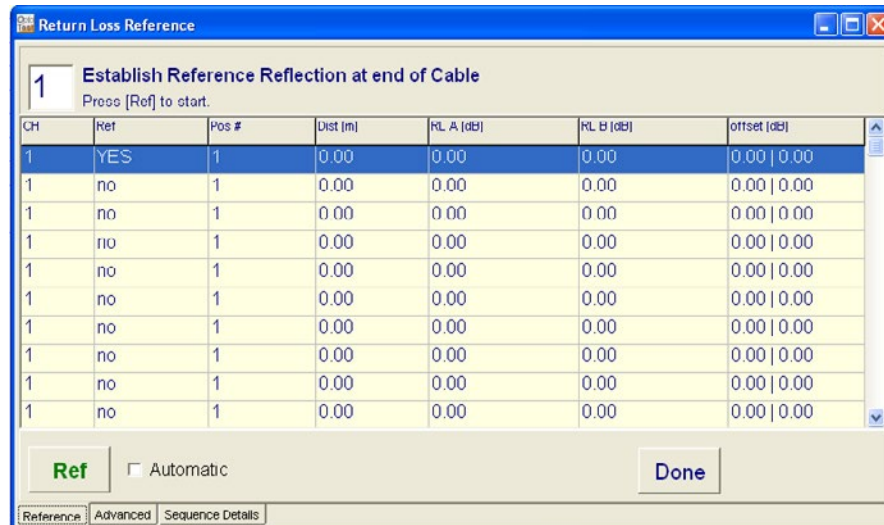 Opto Test Return Loss Reference
1 Establish Reference Reflection at end of Cable
Press [Ref] to start.
CH Ref Pos # Dist [m] RL A [dB] RL B [dB] offset [dB]
1 YES 1 0.00 0.00 0.00 0.00 | 0.00
1 no 1 0.00 0.00 0.00 0.00 | 0.00
1 no 1 0.00 0.00 0.00 0.00 | 0.00
1 no 1 0.00 0.00 0.00 0.00 | 0.00
1 no 1 0.00 0.00 0.00 0.00 | 0.00
1 no 1 0.00 0.00 0.00 0.00 | 0.00
1 no 1 0.00 0.00 0.00 0.00 | 0.00
1 no 1 0.00 0.00 0.00 0.00 | 0.00
1 no 1 0.00 0.00 0.00 0.00 | 0.00
1 no 1 0.00 0.00 0.00 0.00 | 0.00
Ref Automatic Done
Reference Advanced Sequence Details